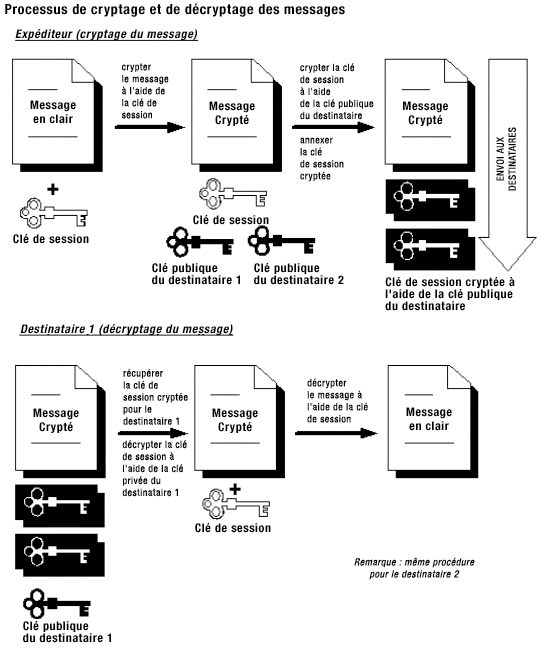 Processus de cryptage et de décryptage des messages
Expéditeur (cryptage du message)
Message
en clair
crypter
le message
à l'aide
de la clé de
session
Message
Crypté
crypter la clé
de session
à l'aide
de la clé publique
du destinataire
annexer
la clé
de session
cryptée
Message
Crypté
ENVOI AUX
DESTINATAIRES
+
Clé de session
Clé de session
Clé publique
du destinataire 1
Clé publique
du destinataire 2
Clé de session cryptée à
l'aide de la clé publique
du destinataire
Destinataire 1 (décryptage du message)
Message
Crypté
récupérer
la clé de
session cryptée
pour le
destinataire 1
décrypter la clé
de session à
l'aide de la clé
privée du
destinataire 1
Message
Crypté
décrypter
le message à
l'aide de la clé
de session
Message
en clair
+
Clé de session
Clé publique
du destinataire 1
Remarque : même procédure
pour le destinataire 2